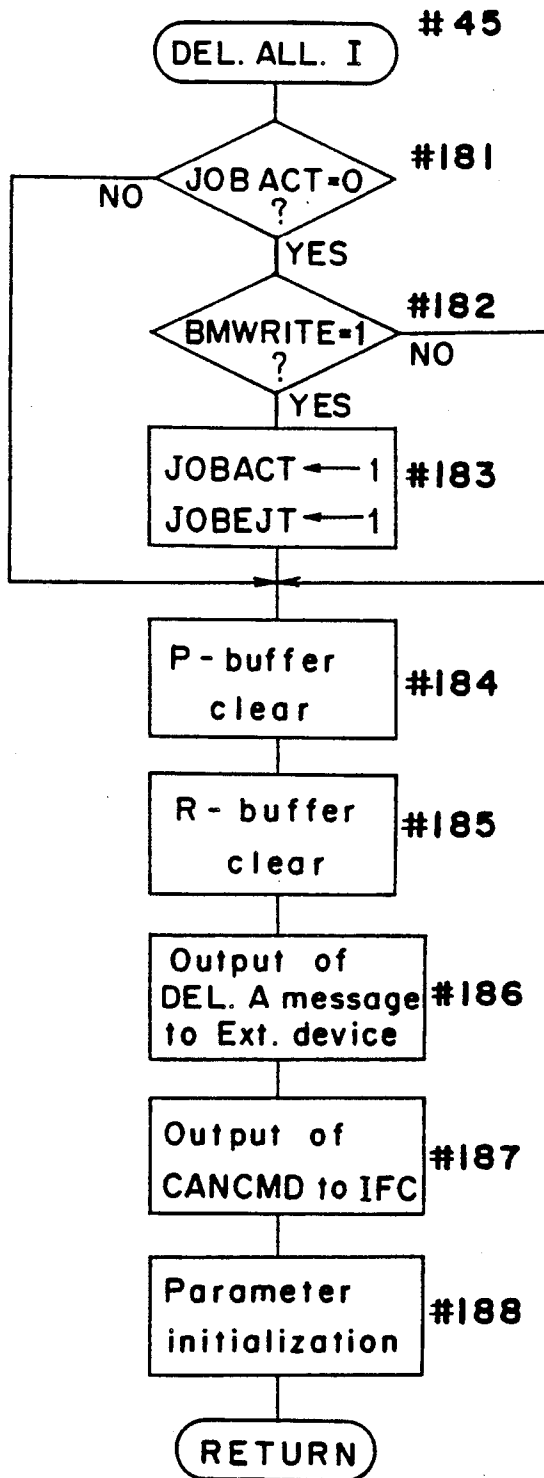 # 45
DEL. ALL. I
#181
JOB ACT=0
?
NO
YES
#182
BMWRITE=1
?
NO
YES
JOBACT ← 1
#183
JOBEJT ← 1
P-buffer
clear
#184
R-buffer
clear
#185
Output of
DEL. A message
to Ext. device
#186
Output of
CANCMD to IFC
#187
Parameter
initialization
#188
RETURN